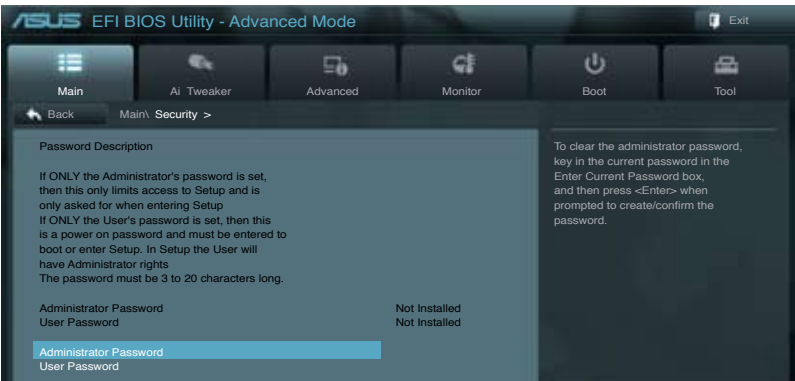 ASUS EFI BIOS Utility - Advanced Mode
Exit
Main
Ai Tweaker
Advanced
Monitor
Boot
Tool
Back
Main\ Security >
Password Description
If ONLY the Administrator's password is set,
then this only limits access to Setup and is
only asked for when entering Setup
If ONLY the User's password is set, then this
is a power on password and must be entered to
boot or enter Setup. In Setup the User will
have Administrator rights
The password must be 3 to 20 characters long.
Administrator Password Not Installed
User Password Not Installed
Administrator Password
User Password
To clear the administrator password,
key in the current password in the
Enter Current Password box,
and then press <Enter> when
prompted to create/confirm the
password.